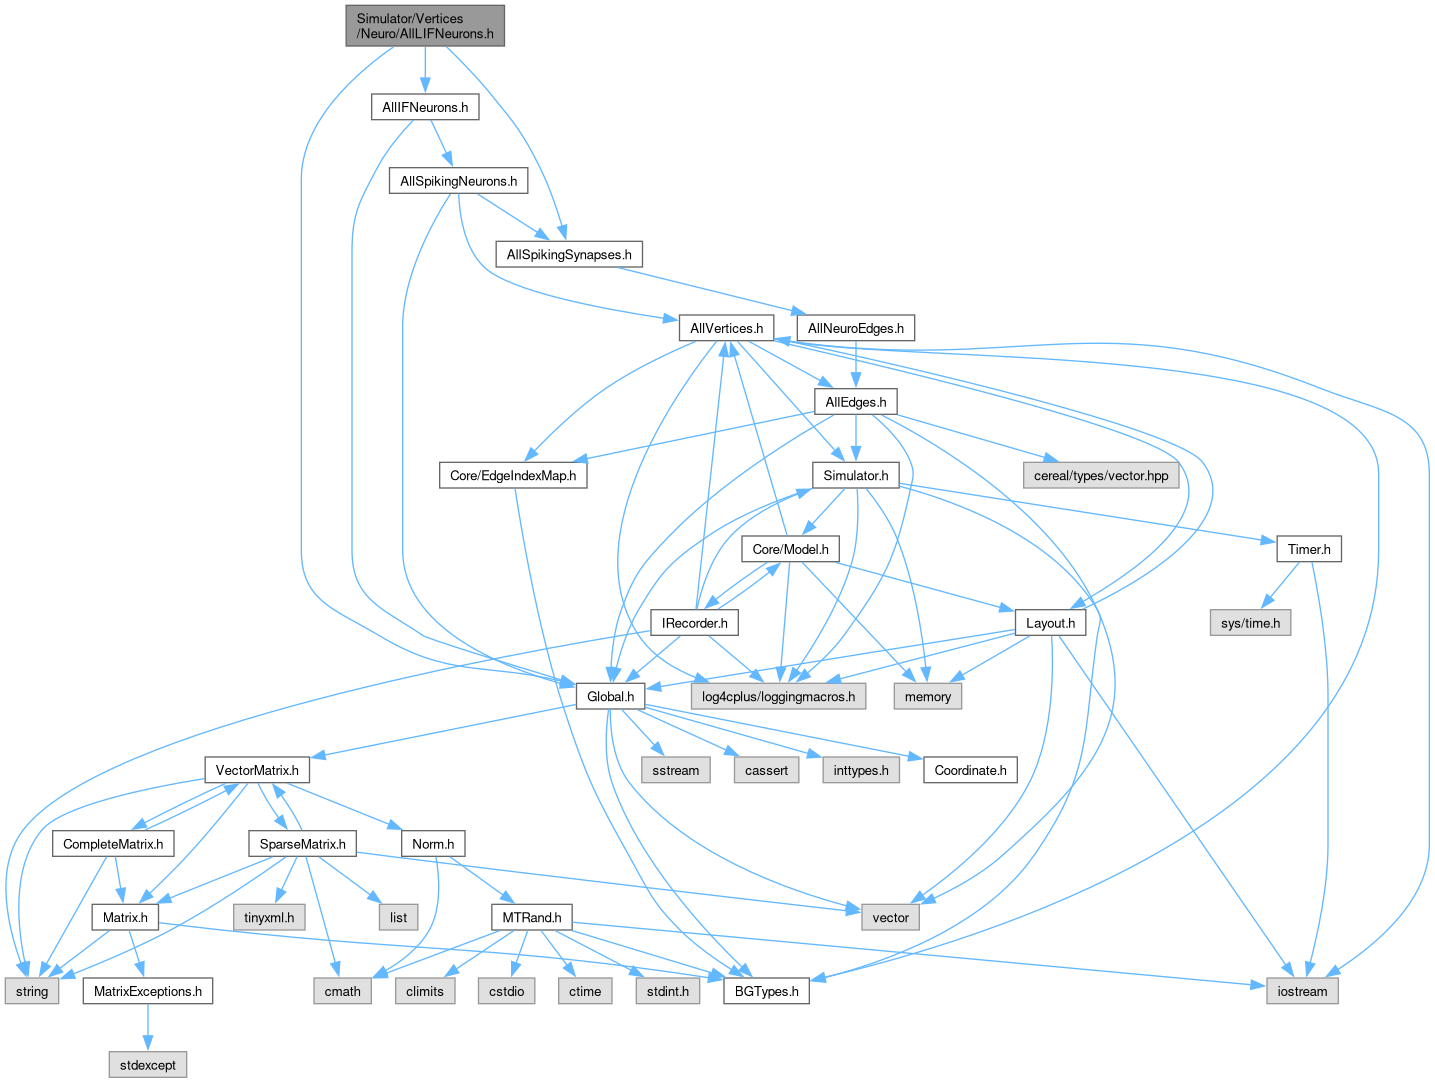 Simulator/Vertices
/Neuro/AllLIFNeurons.h
AllIFNeurons.h
AllSpikingNeurons.h
AllSpikingSynapses.h
AllVertices.h
AllNeuroEdges.h
AllEdges.h
Core/EdgeIndexMap.h
Simulator.h
cereal/types/vector.hpp
Core/Model.h
Timer.h
IRecorder.h
Layout.h
sys/time.h
Global.h
log4cplus/loggingmacros.h
memory
VectorMatrix.h
sstream
cassert
inttypes.h
Coordinate.h
CompleteMatrix.h
SparseMatrix.h
Norm.h
Matrix.h
tinyxml.h
list
MTRand.h
vector
string
MatrixExceptions.h
cmath
climits
cstdio
ctime
stdint.h
BGTypes.h
iostream
stdexcept